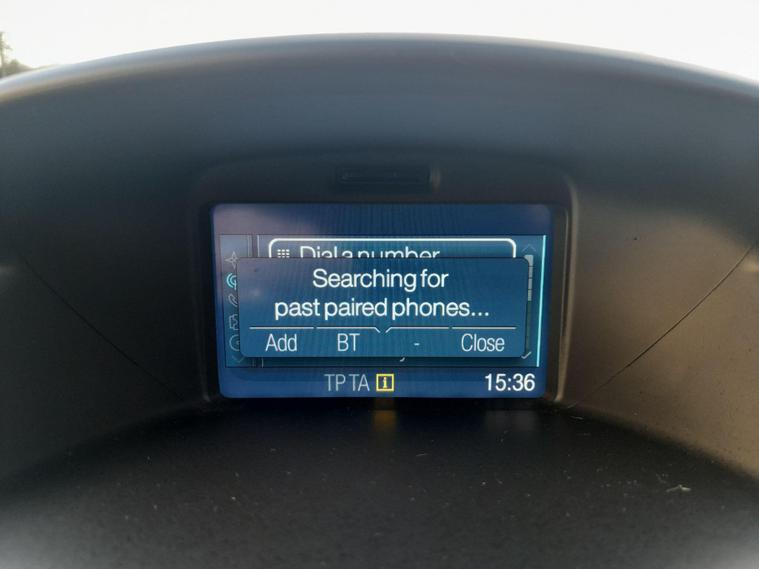 Dial a number
Searching for
past paired phones...
Add BT - Close
TP TA i 15:36